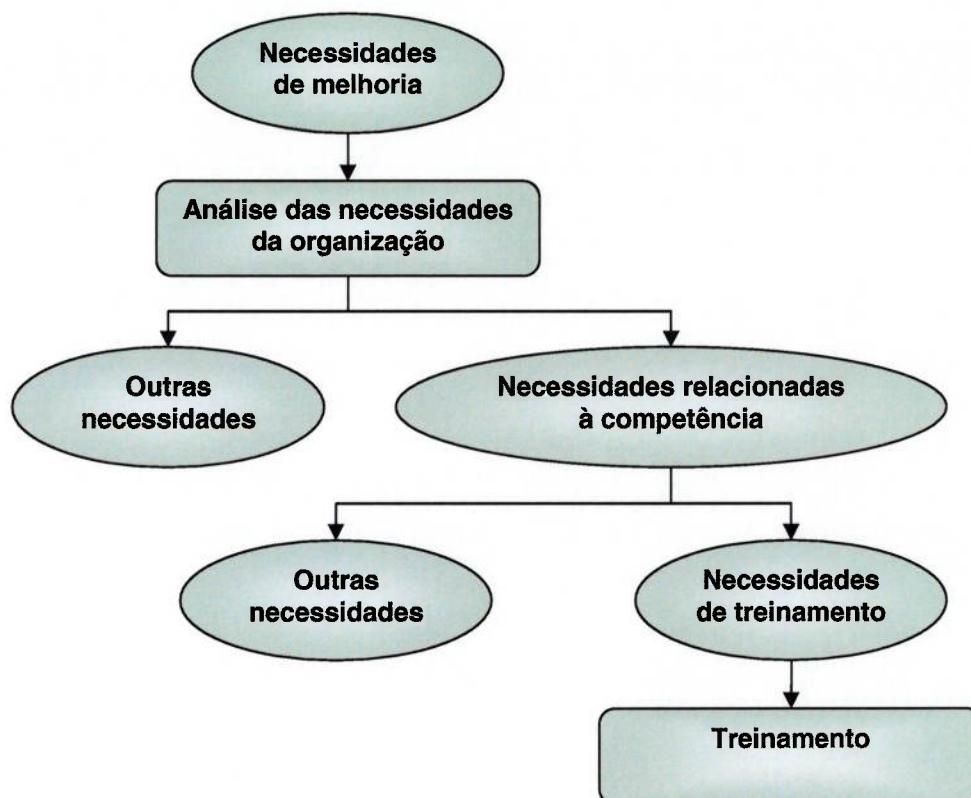 Necessidades
de melhoria
Análise das necessidades
da organização
Outras
necessidades
Necessidades relacionadas
à competência
Outras
necessidades
Necessidades
de treinamento
Treinamento